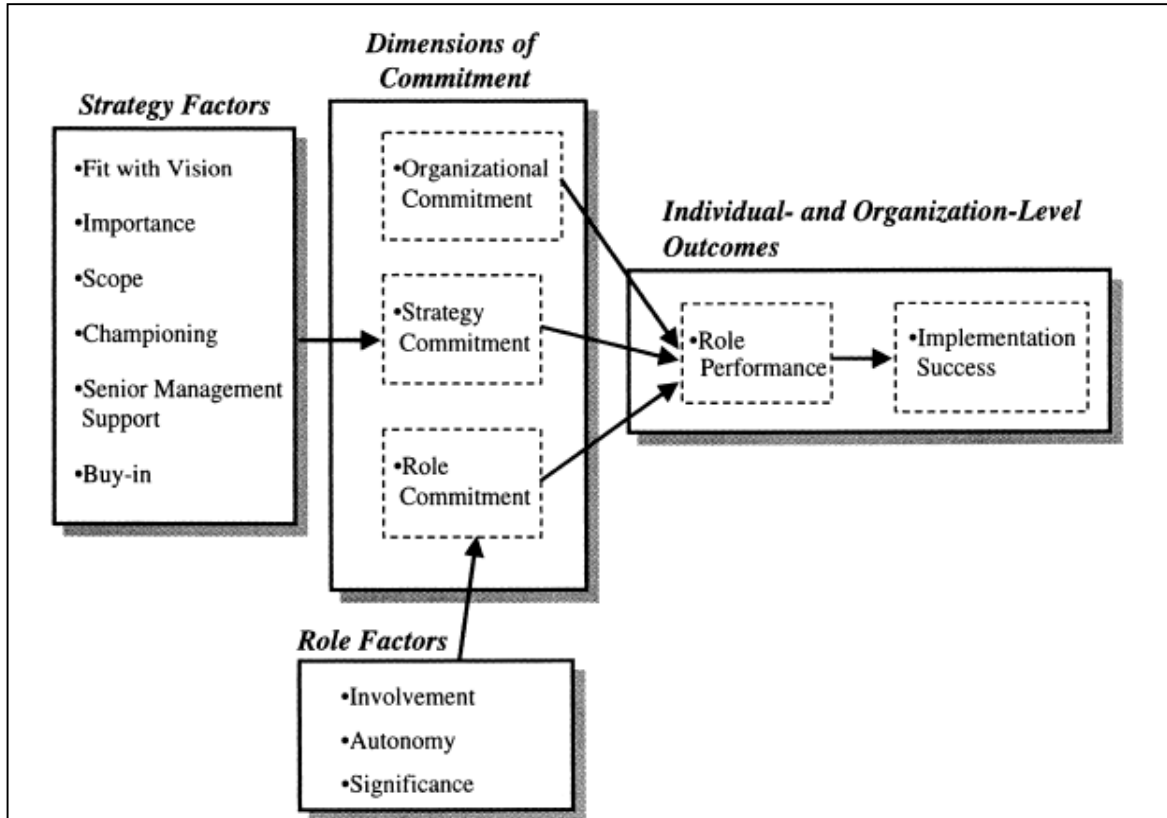 Dimensions of
Commitment
Strategy Factors
•Fit with Vision
•Importance
•Scope
•Championing
•Senior Management
Support
•Buy-in
•Organizational
Commitment
•Strategy
Commitment
•Role
Commitment
Individual- and Organization-Level
Outcomes
•Role
Performance
•Implementation
Success
Role Factors
•Involvement
•Autonomy
•Significance